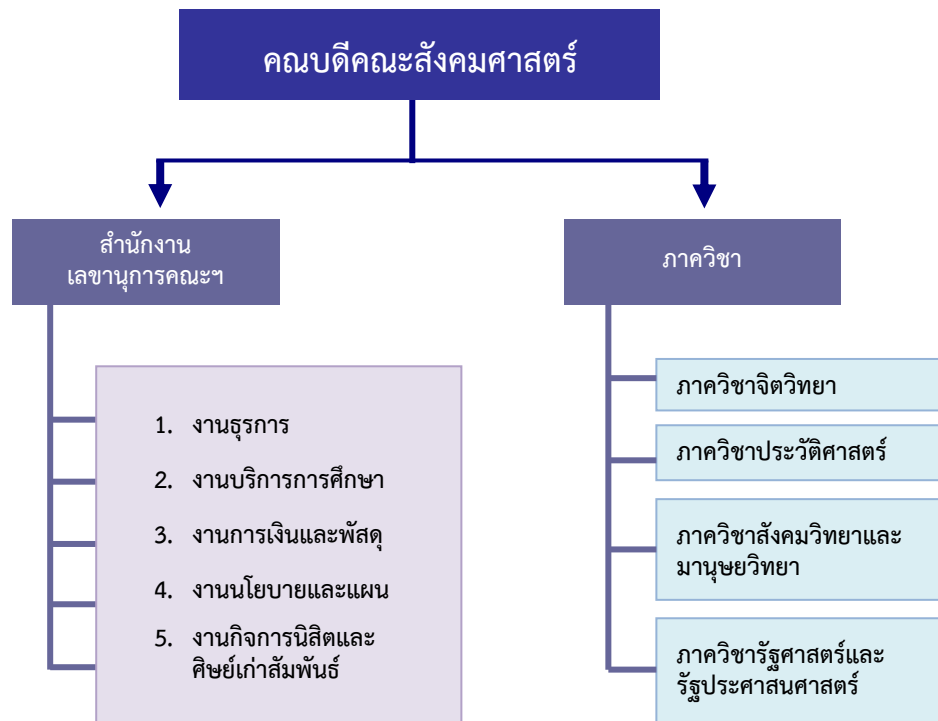 คณบดีคณะสังคมศาสตร์
สำนักงาน
เลขานุการคณะฯ
1. งานธุรการ
2. งานบริการการศึกษา
3. งานการเงินและพัสดุ
4. งานนโยบายและแผน
5. งานกิจการนิสิตและ
ศิษย์เก่าสัมพันธ์
ภาควิชา
ภาควิชาจิตวิทยา
ภาควิชาประวัติศาสตร์
ภาควิชาสังคมวิทยาและ
มานุษยวิทยา
ภาควิชารัฐศาสตร์และ
รัฐประศาสนศาสตร์